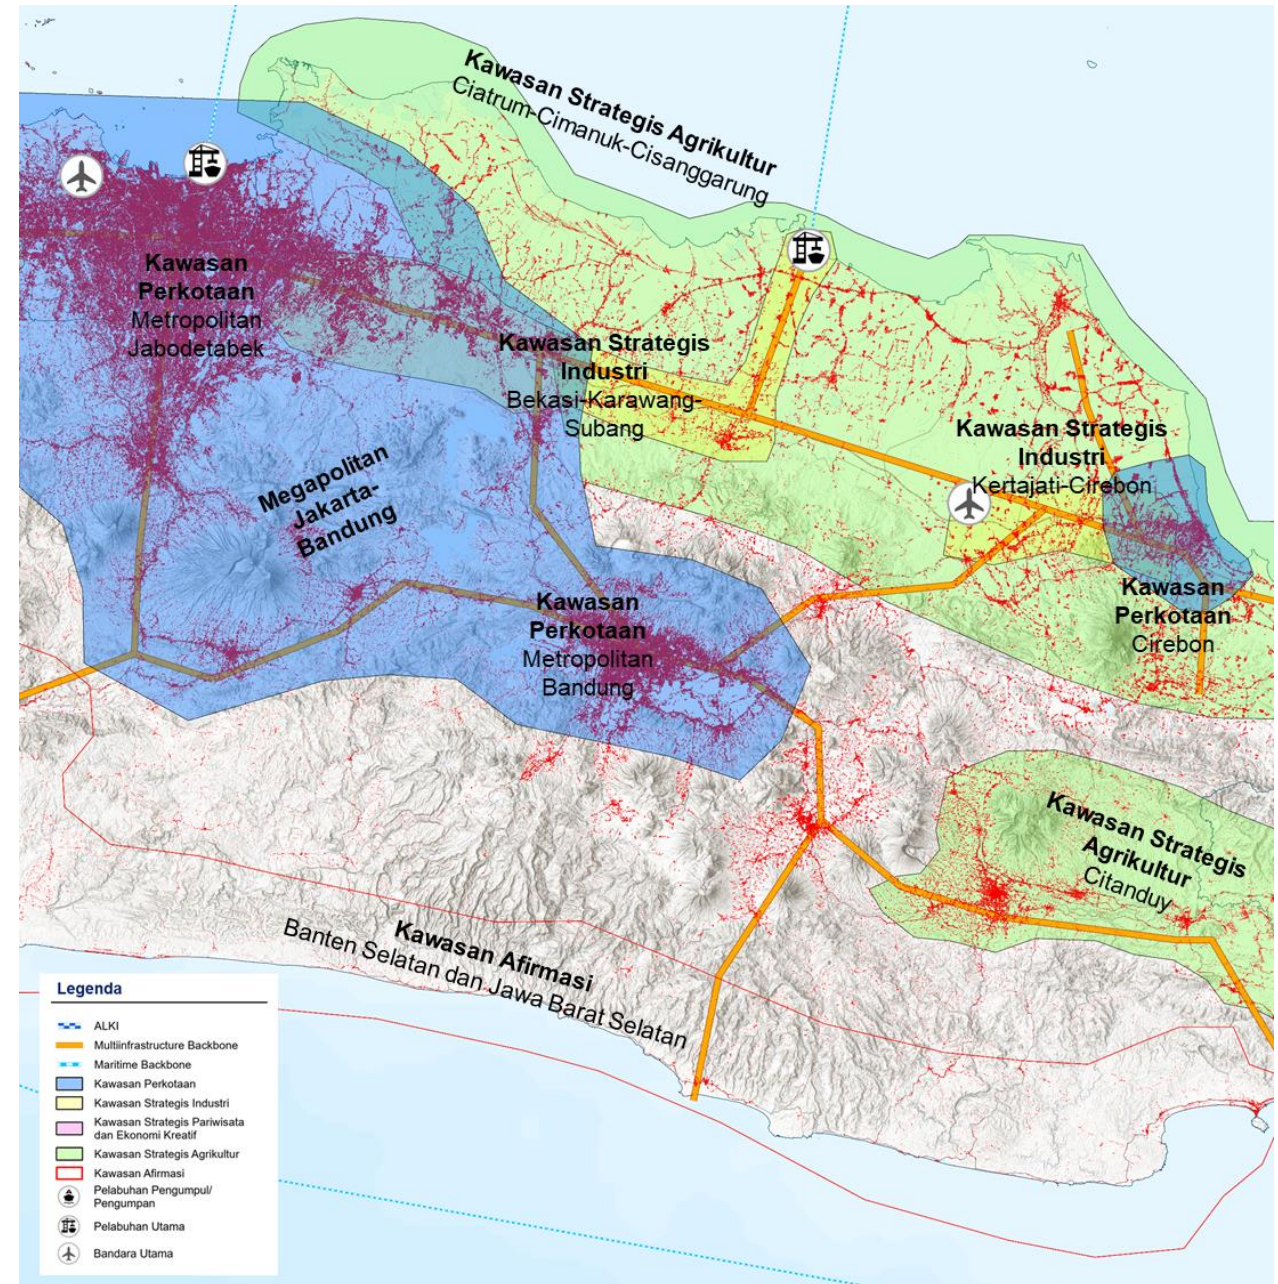 Kawasan Strategis Agrikultur
Ciatrum-Cimanuk-Cisanggarung
Kawasan
Perkotaan
Metropolitan
Jabodetabek
Kawasan Strategis
Industri
Bekasi-Karawang-
Subang
Kawasan Strategis
Industri
Kertajati-Cirebon
Megapolitan
Jakarta-
Bandung
Kawasan
Perkotaan
Metropolitan
Bandung
Kawasan
Perkotaan
Cirebon
Kawasan Strategis
Agrikultur
Citanduy
Kawasan Afirmasi
Banten Selatan dan Jawa Barat Selatan
Legenda
ALKI
Multiinfrastructure Backbone
Maritime Backbone
Kawasan Perkotaan
Kawasan Strategis Industri
Kawasan Strategis Pariwisata
dan Ekonomi Kreatif
Kawasan Strategis Agrikultur
Kawasan Afirmasi
Pelabuhan Pengumpul/
Pengumpan
Pelabuhan Utama
Bandara Utama